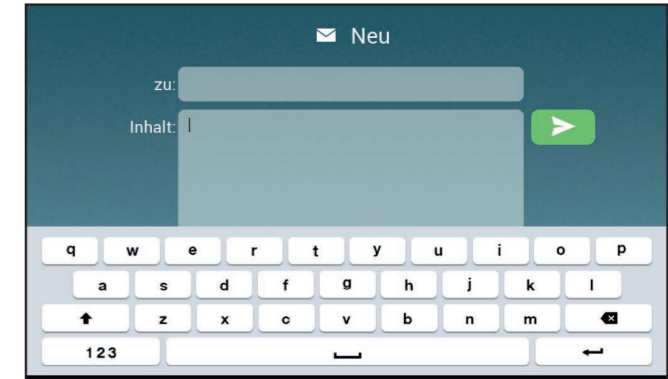 Neu
zu:
Inhalt:
q w e r t y u i o p
a s d f g h j k l
z x c v b n m
123